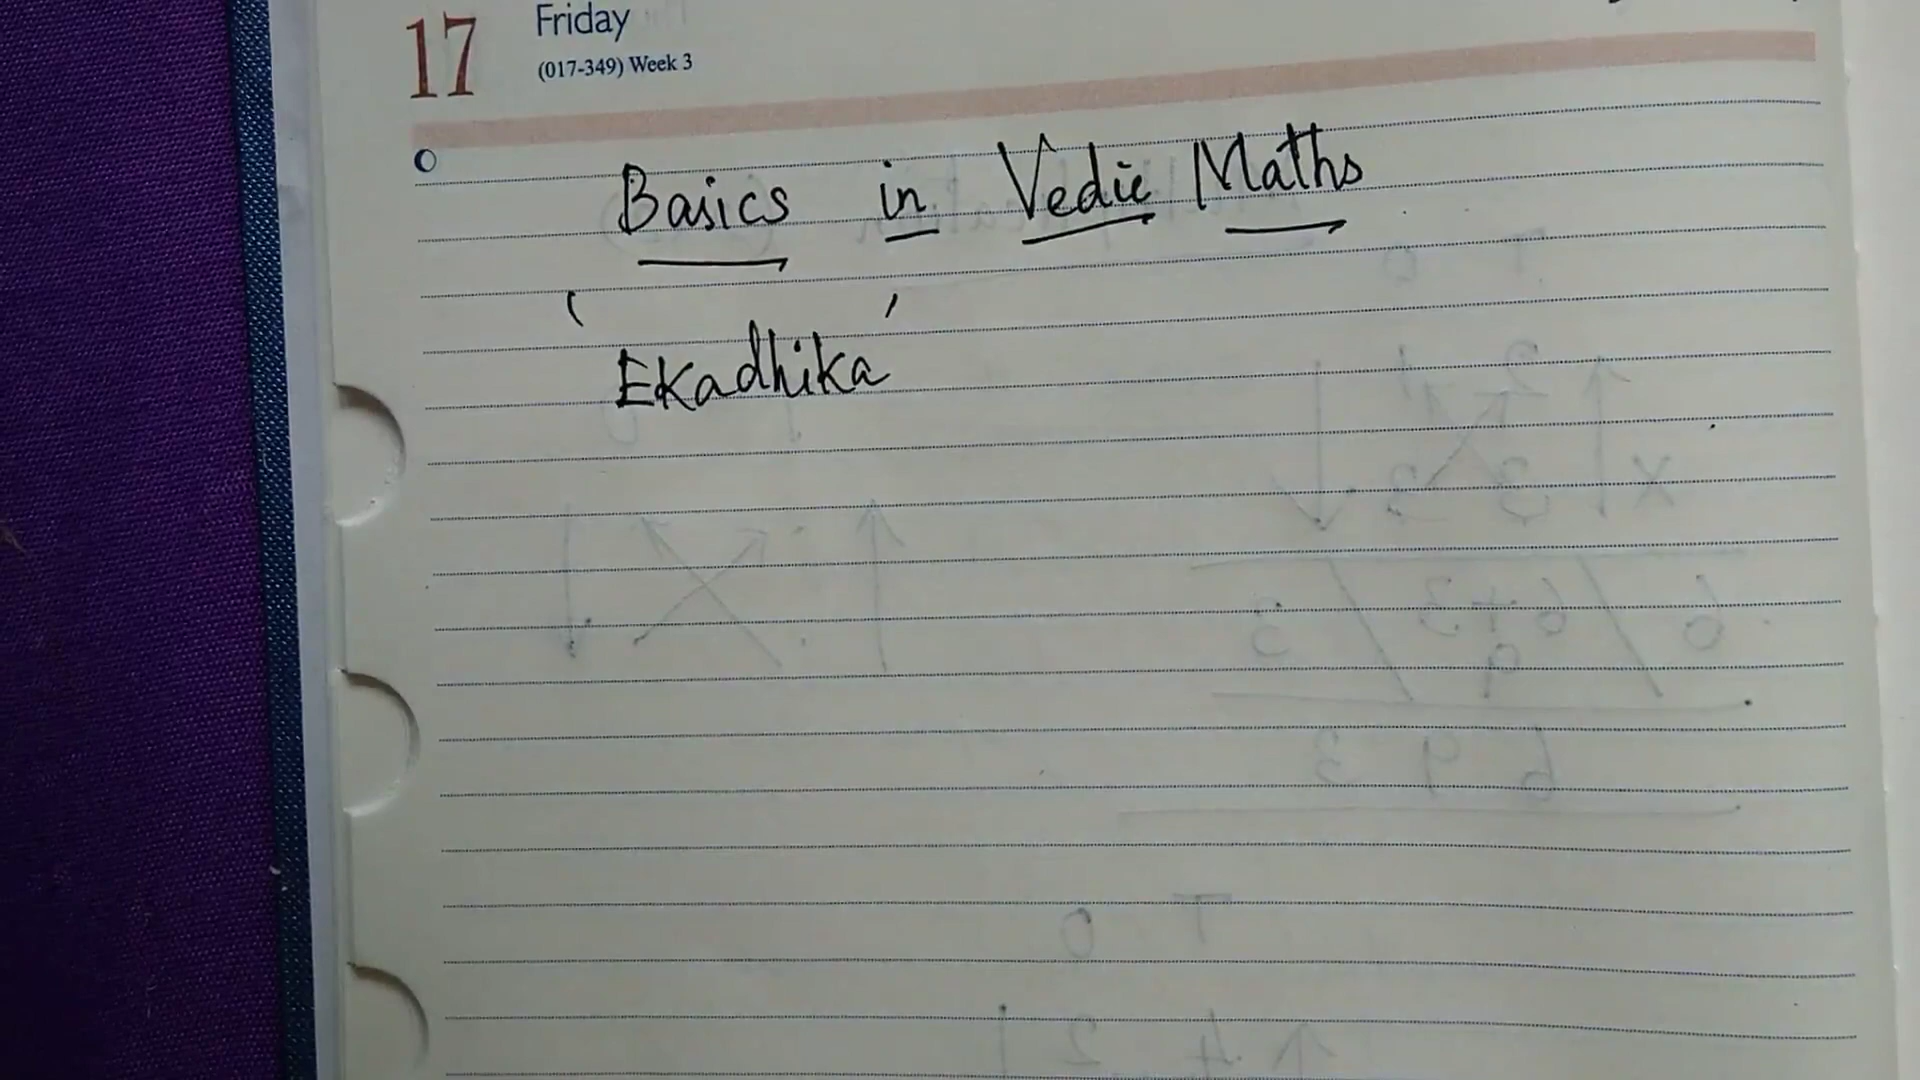 17 Friday
(017-349) Week 3
Basics in Vedic Maths
' Ekadhika '